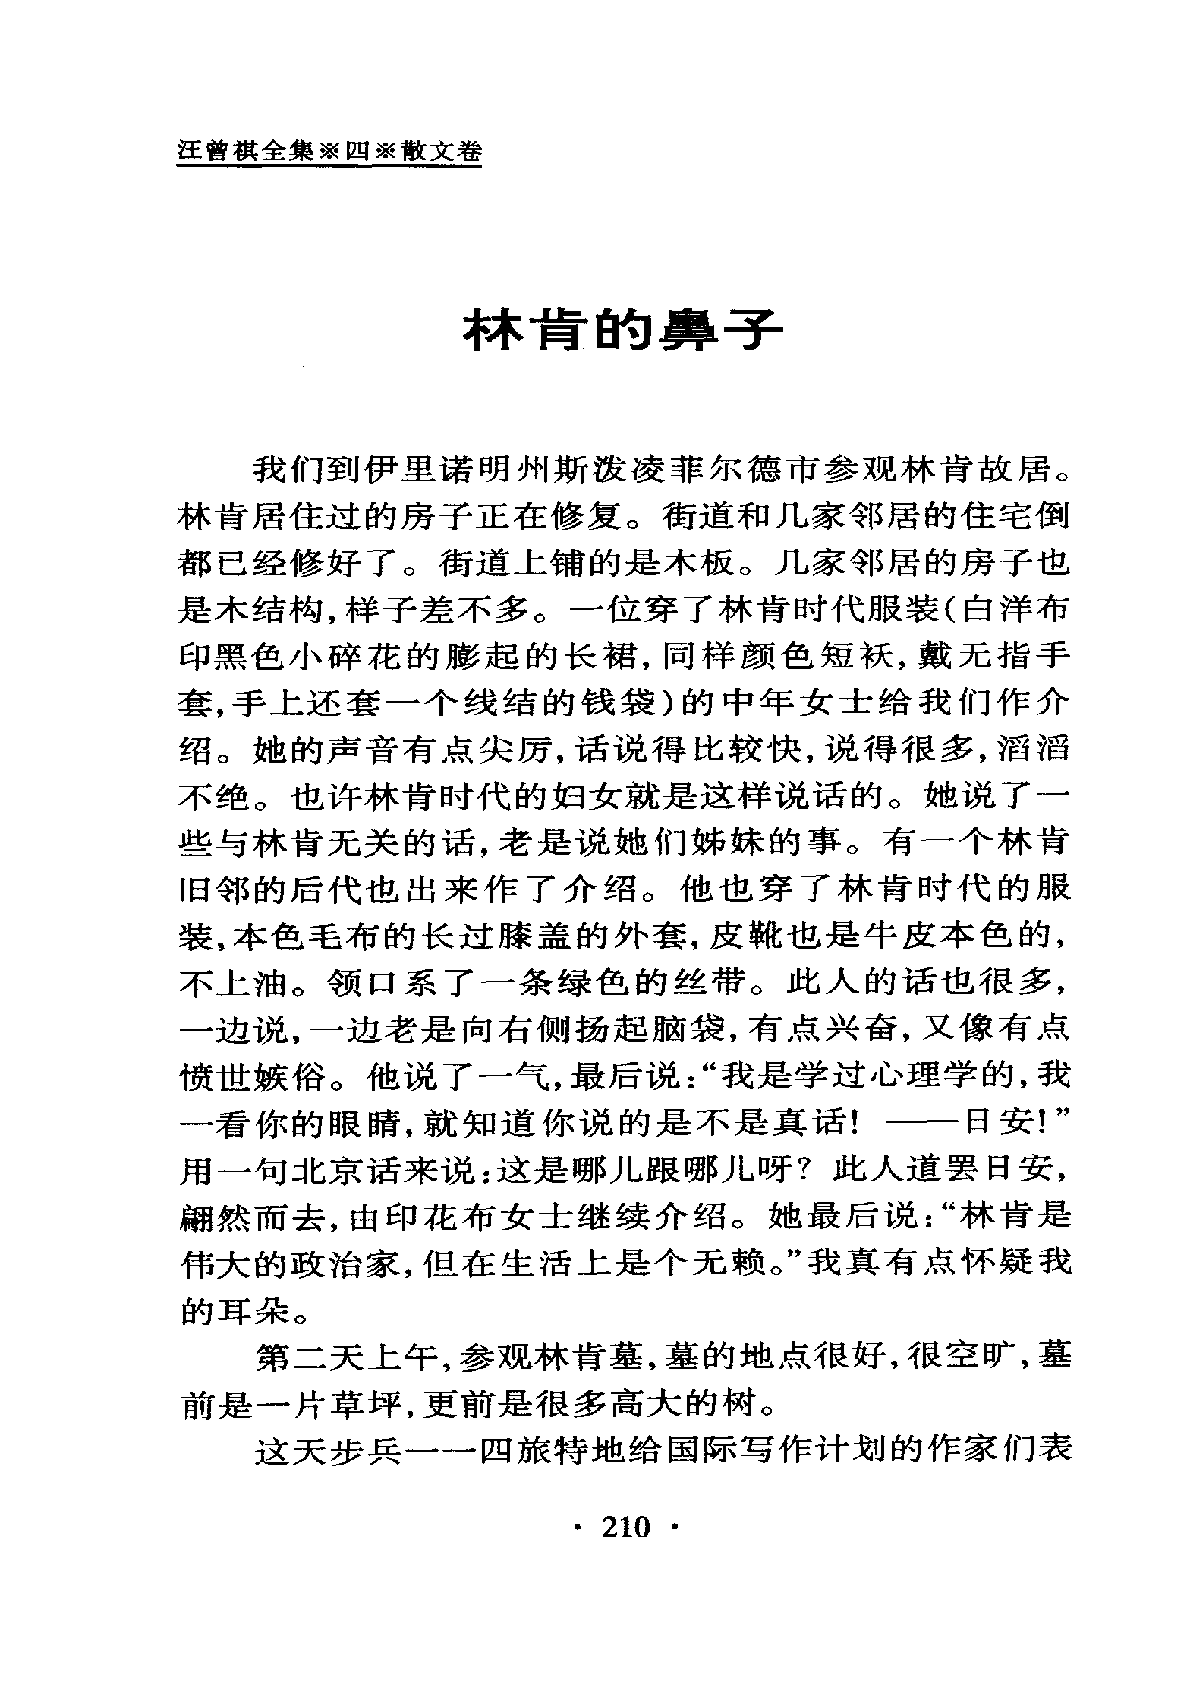 汪曾祺全集※四※散文卷
林肯的鼻子
我们到伊里诺明州斯泼凌菲尔德市参观林肯故居。
林肯居住过的房子正在修复。街道和几家邻居的住宅倒
都已经修好了。街道上铺的是木板。几家邻居的房子也
是木结构,样子差不多。一位穿了林肯时代服装(白洋布
印黑色小碎花的膨起的长裙,同样颜色短袄,戴无指手
套,手上还套一个线结的钱袋)的中年女士给我们作介
绍。她的声音有点尖厉,话说得比较快,说得很多,滔滔
不绝。也许林肯时代的妇女就是这样说话的。她说了一
些与林肯无关的话,老是说她们姊妹的事。有一个林肯
旧邻的后代也出来作了介绍。他也穿了林肯时代的服
装,本色毛布的长过膝盖的外套,皮靴也是牛皮本色的,
不上油。领口系了一条绿色的丝带。此人的话也很多,
一边说,一边老是向右侧扬起脑袋,有点兴奋,又像有点
愤世嫉俗。他说了一气,最后说:“我是学过心理学的,我
一看你的眼睛,就知道你说的是不是真话! ——日安!”
用一句北京话来说:这是哪儿跟哪儿呀? 此人道罢日安,
翩然而去,由印花布女士继续介绍。她最后说:“林肯是
伟大的政治家,但在生活上是个无赖。”我真有点怀疑我
的耳朵。
第二天上午,参观林肯墓,墓的地点很好,很空旷,墓
前是一片草坪,更前是很多高大的树。
这天步兵一一四旅特地给国际写作计划的作家们表
· 210 ·